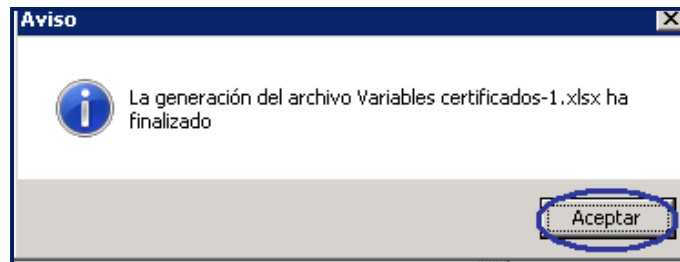 Aviso
La generación del archivo Variables certificados-1.xlsx ha
finalizado
Aceptar